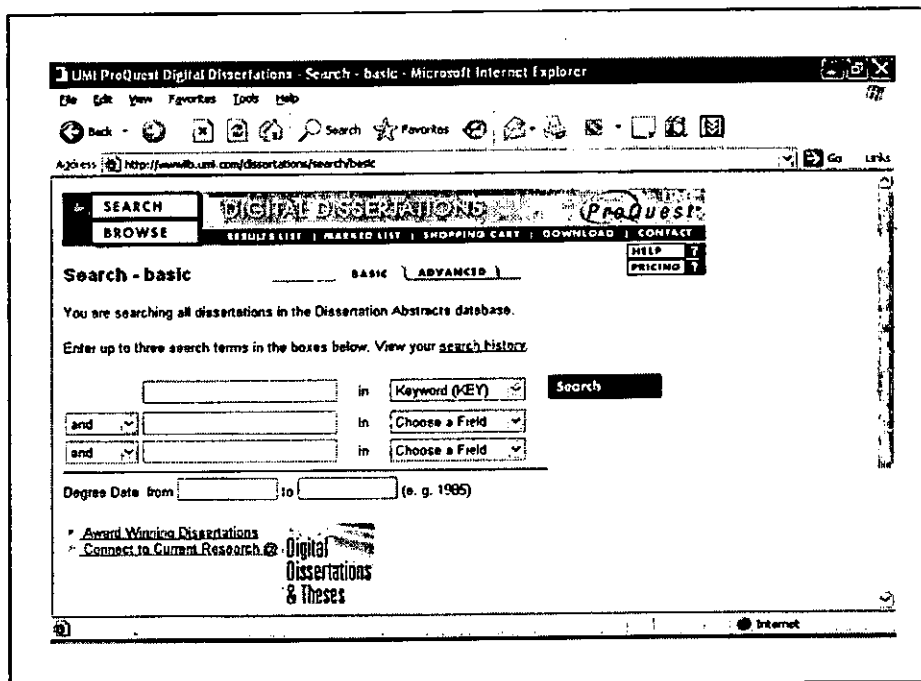 UMI ProQuest Digital Dissertations - Search - basic - Microsoft Internet Explorer
File Edit View Favorites Tools Help
Back Search Favorites
Address http://wwwlib.umi.com/dissertations/search/basic Go Links
SEARCH DIGITAL DISSERTATIONS ProQuest
BROWSE RESULTS LIST | MARKED LIST | SHOPPING CART | DOWNLOAD | CONTACT
HELP ?
Search - basic BASIC ADVANCED PRICING ?
You are searching all dissertations in the Dissertation Abstracts database.
Enter up to three search terms in the boxes below. View your search history.
in Keyword (KEY) Search
and in Choose a Field
and in Choose a Field
Degree Date from to (e. g. 1985)
Award Winning Dissertations
Connect to Current Research @ Digital
Dissertations
& Theses
Internet